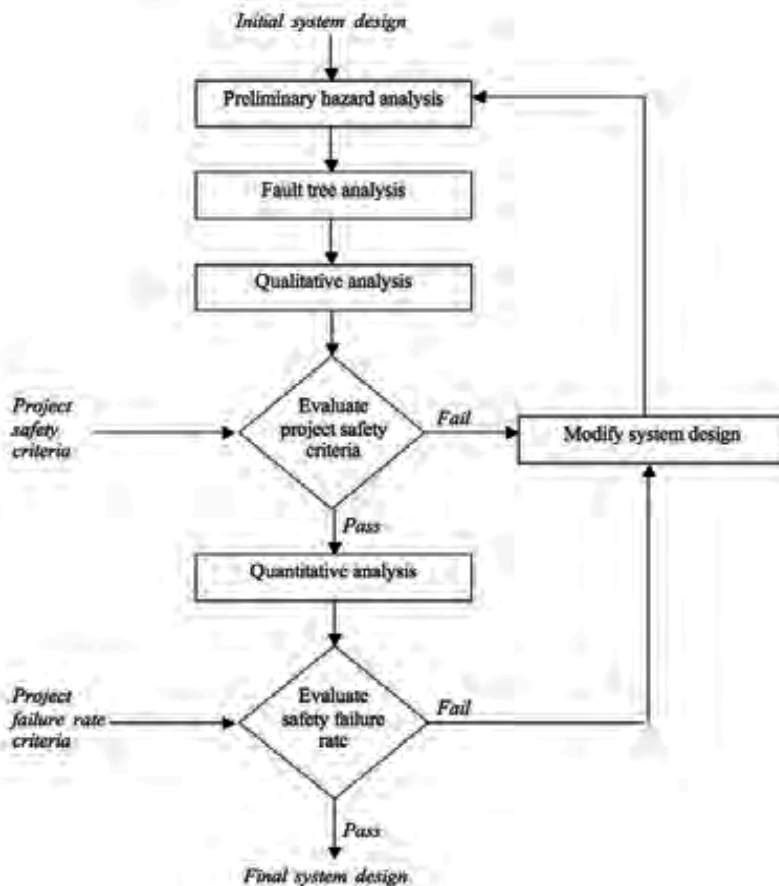 Initial system design
Preliminary hazard analysis
Fault tree analysis
Qualitative analysis
Project
safety
criteria
Evaluate
project safety
criteria
Fail
Modify system design
Pass
Quantitative analysis
Project
failure rate
criteria
Evaluate
safety failure
rate
Fail
Pass
Final system design